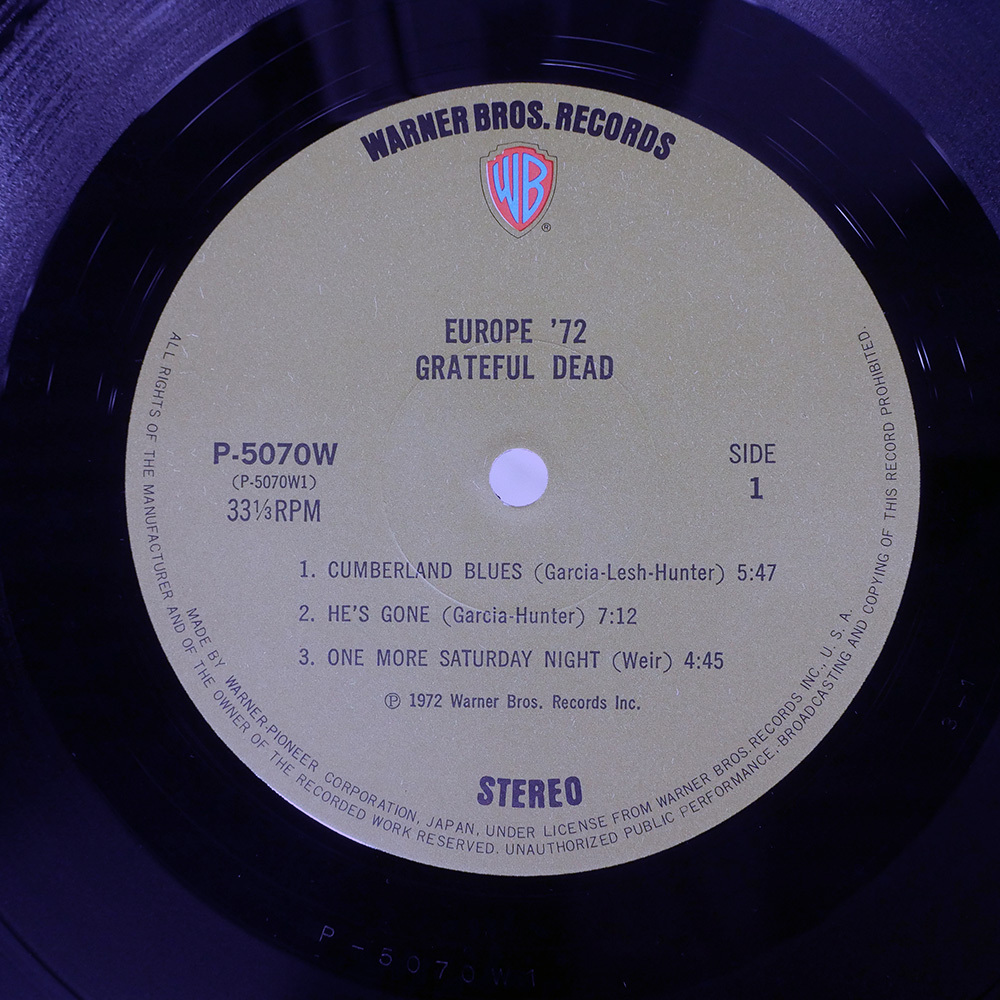 WARNER BROS. RECORDS
WB
®
EUROPE '72
GRATEFUL DEAD
P-5070W
(P-5070W1)
33⅓RPM
SIDE
1
1. CUMBERLAND BLUES (Garcia-Lesh-Hunter) 5:47
2. HE'S GONE (Garcia-Hunter) 7:12
3. ONE MORE SATURDAY NIGHT (Weir) 4:45
℗ 1972 Warner Bros. Records Inc.
STEREO
MADE BY WARNER-PIONEER CORPORATION, JAPAN, UNDER LICENSE FROM WARNER BROS. RECORDS INC., U. S. A.
ALL RIGHTS OF THE MANUFACTURER AND OF THE OWNER OF THE RECORDED WORK RESERVED. UNAUTHORIZED PUBLIC PERFORMANCE, BROADCASTING AND COPYING OF THIS RECORD PROHIBITED.
P-5070W1
3-1